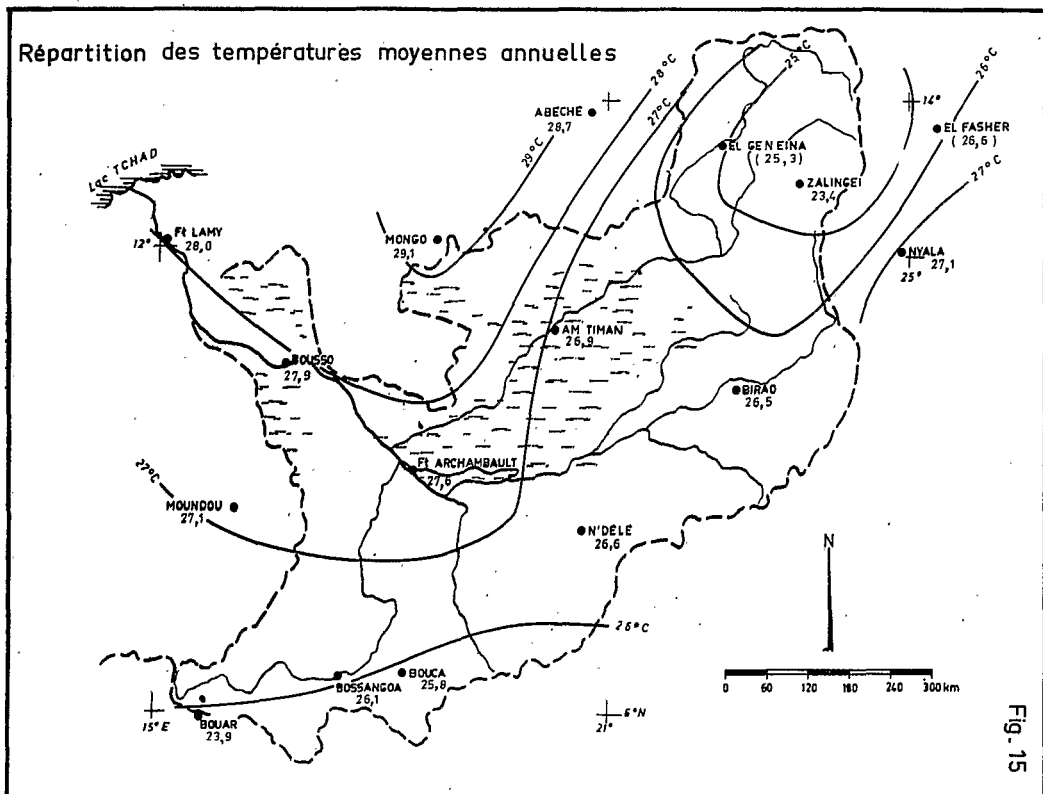 Répartition des températures moyennes annuelles
28°C
27°C
25°C
26°C
ABECHE
28,7
14°
29°C
EL FASHER
(26,6)
EL GENEINA
(25,3)
Lac TCHAD
ZALINGEI
23,4
27°C
Ft LAMY
28,0
12°
MONGO
29,1
NYALA
27,1
25°
AM TIMAN
26,9
BOUSSO
27,9
BIRAO
26,5
Ft ARCHAMBAULT
27,6
27°C
MOUNDOU
27,1
N'DÉLÉ
26,6
N
26°C
BOUCA
25,8
BOSSANGOA
26,1
0 60 120 180 240 300 km
15° E
BOUAR
23,9
21°
6° N
Fig. 15